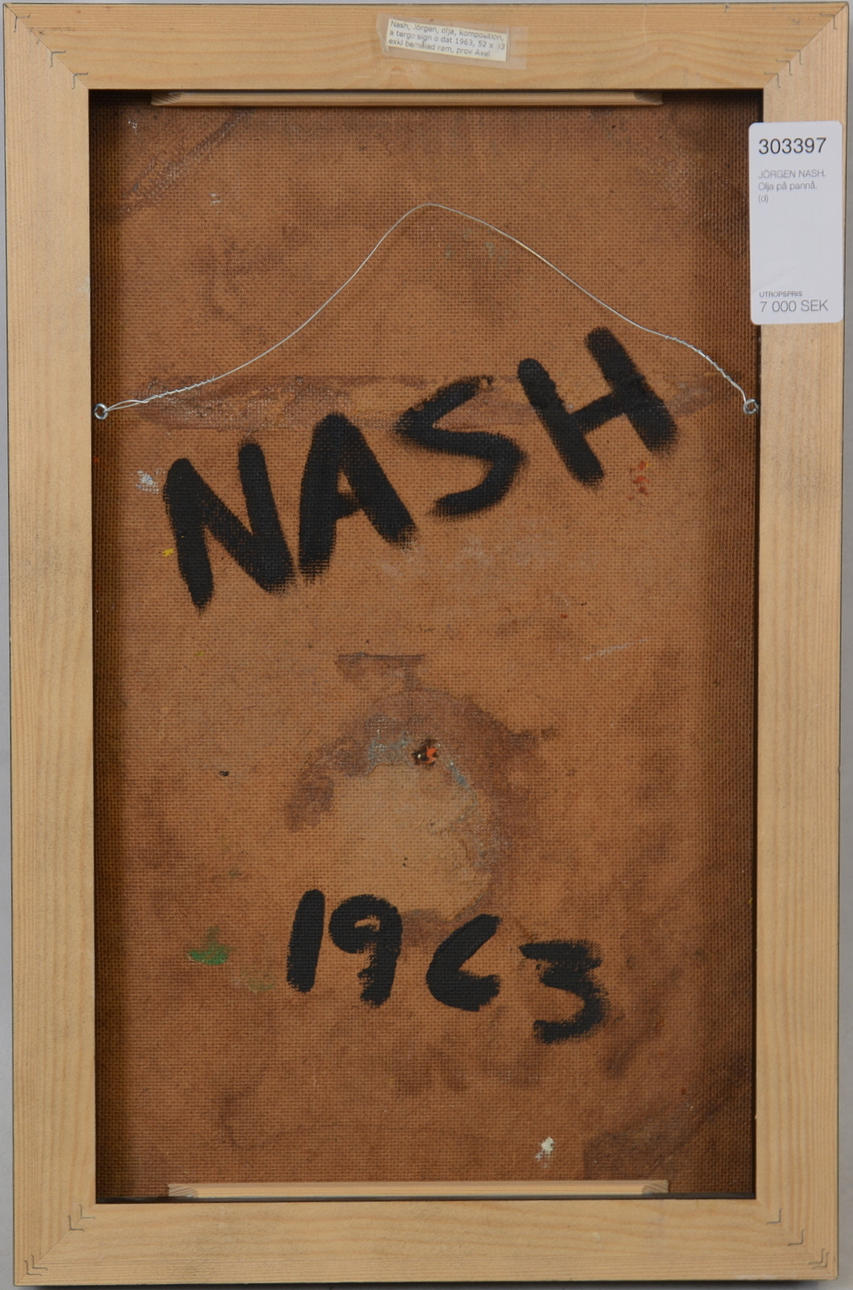 Nash, Jörgen, olja, komposition,
a tergo sign o dat 1963, 52 x 33
exkl bemålad ram, prov Axel
303397
JÖRGEN NASH.
Olja på pannå.
(d)
UTROPSPRIS
7 000 SEK
NASH
1963